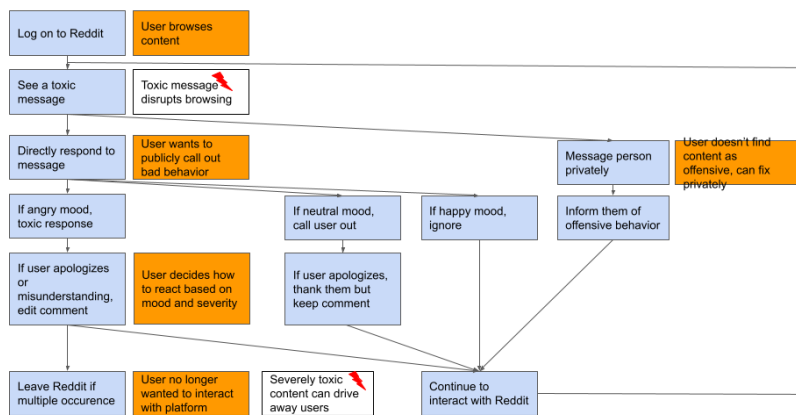 Log on to Reddit
User browses
content
See a toxic
message
Toxic message
disrupts browsing
Directly respond to
message
User wants to
publicly call out
bad behavior
Message person
privately
User doesn't find
content as
offensive, can fix
privately
If angry mood,
toxic response
If neutral mood,
call user out
If happy mood,
ignore
Inform them of
offensive behavior
If user apologizes
or
misunderstanding,
edit comment
User decides how
to react based on
mood and severity
If user apologizes,
thank them but
keep comment
Leave Reddit if
multiple occurence
User no longer
wanted to interact
with platform
Severely toxic
content can drive
away users
Continue to
interact with Reddit